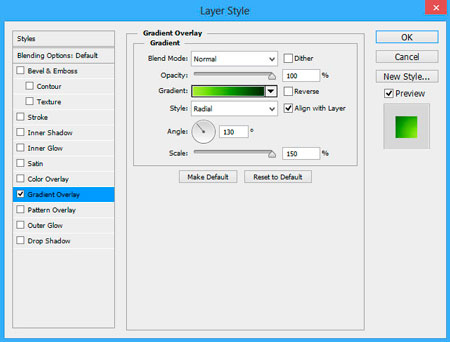 Layer Style
Styles
Blending Options: Default
Bevel & Emboss
Contour
Texture
Stroke
Inner Shadow
Inner Glow
Satin
Color Overlay
Gradient Overlay
Pattern Overlay
Outer Glow
Drop Shadow
Gradient Overlay
Gradient
Blend Mode: Normal Dither
Opacity: 100 %
Gradient: Reverse
Style: Radial Align with Layer
Angle: 130 °
Scale: 150 %
Make Default Reset to Default
OK
Cancel
New Style...
Preview